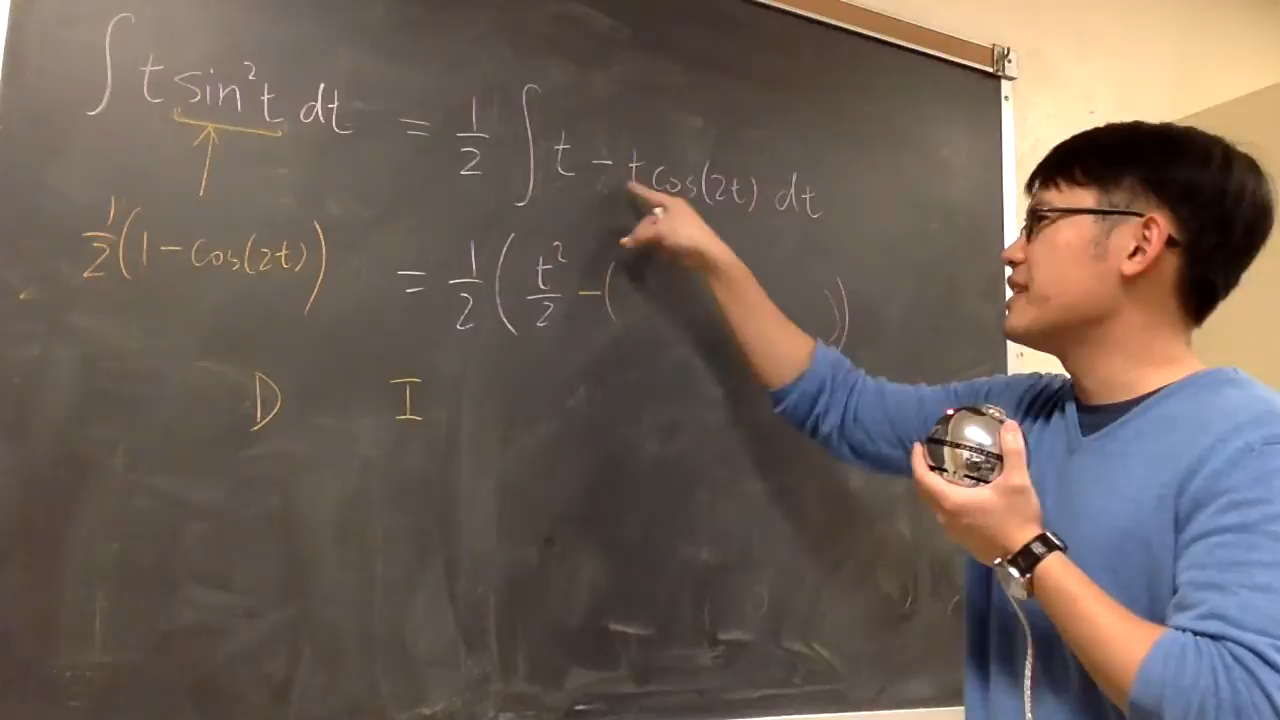 ∫ t sin²t dt = 1/2 ∫ t - t cos(2t) dt
1/2(1 - cos(2t))
= 1/2(t²/2 - ( ))
D I